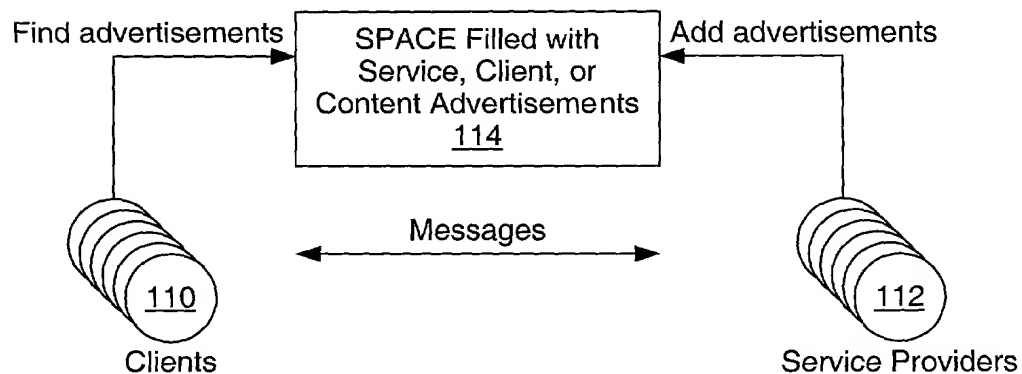 Find advertisements
SPACE Filled with
Service, Client, or
Content Advertisements
114
Add advertisements
Messages
110
Clients
112
Service Providers